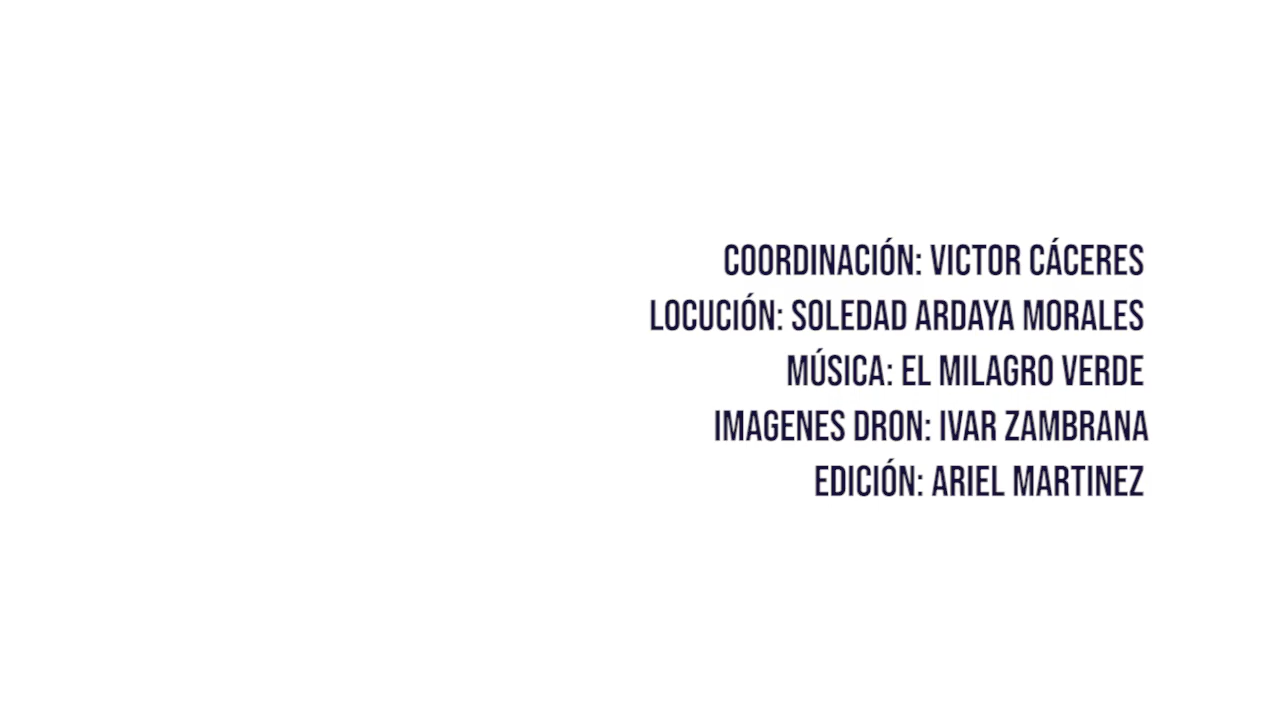 COORDINACIÓN: VICTOR CÁCERES
LOCUCIÓN: SOLEDAD ARDAYA MORALES
MÚSICA: EL MILAGRO VERDE
IMAGENES DRON: IVAR ZAMBRANA
EDICIÓN: ARIEL MARTINEZ